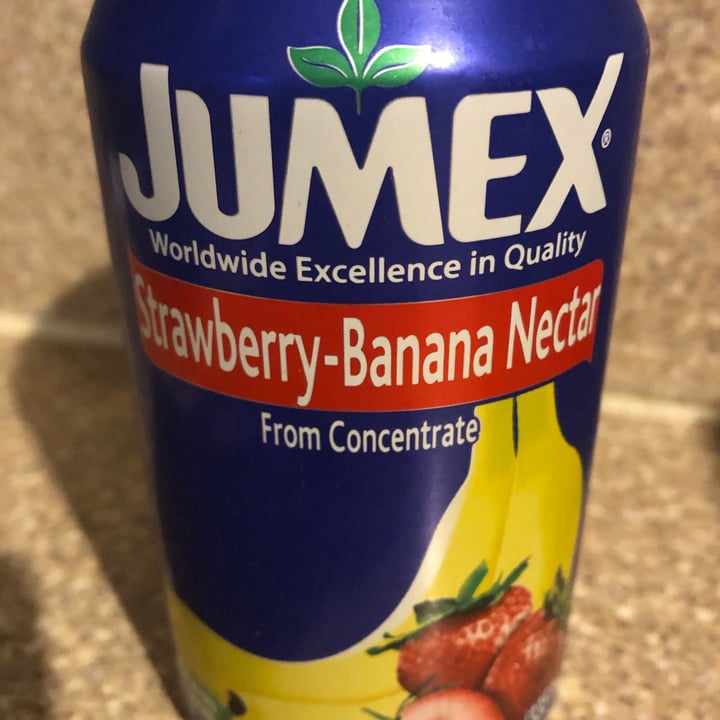 JUMEX®
Worldwide Excellence in Quality
Strawberry-Banana Nectar
From Concentrate